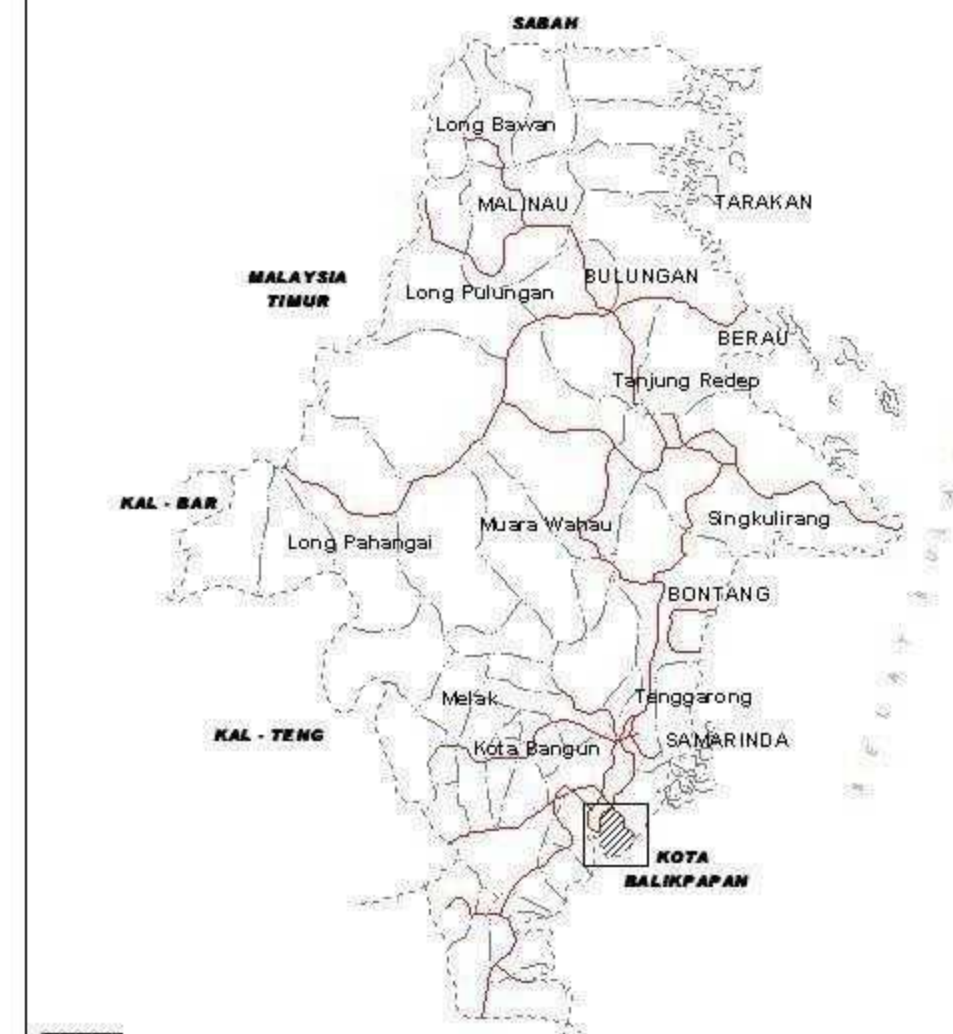 SABAH
Long Bawan
MALINAU
TARAKAN
MALAYSIA
TIMUR
BULUNGAN
Long Pulungan
BERAU
Tanjung Redep
KAL - BAR
Muara Wahau
Singkulirang
Long Pahangai
BONTANG
Melak
Tenggarong
KAL - TENG
Kota Bangun
SAMARINDA
KOTA
BALIKPAPAN